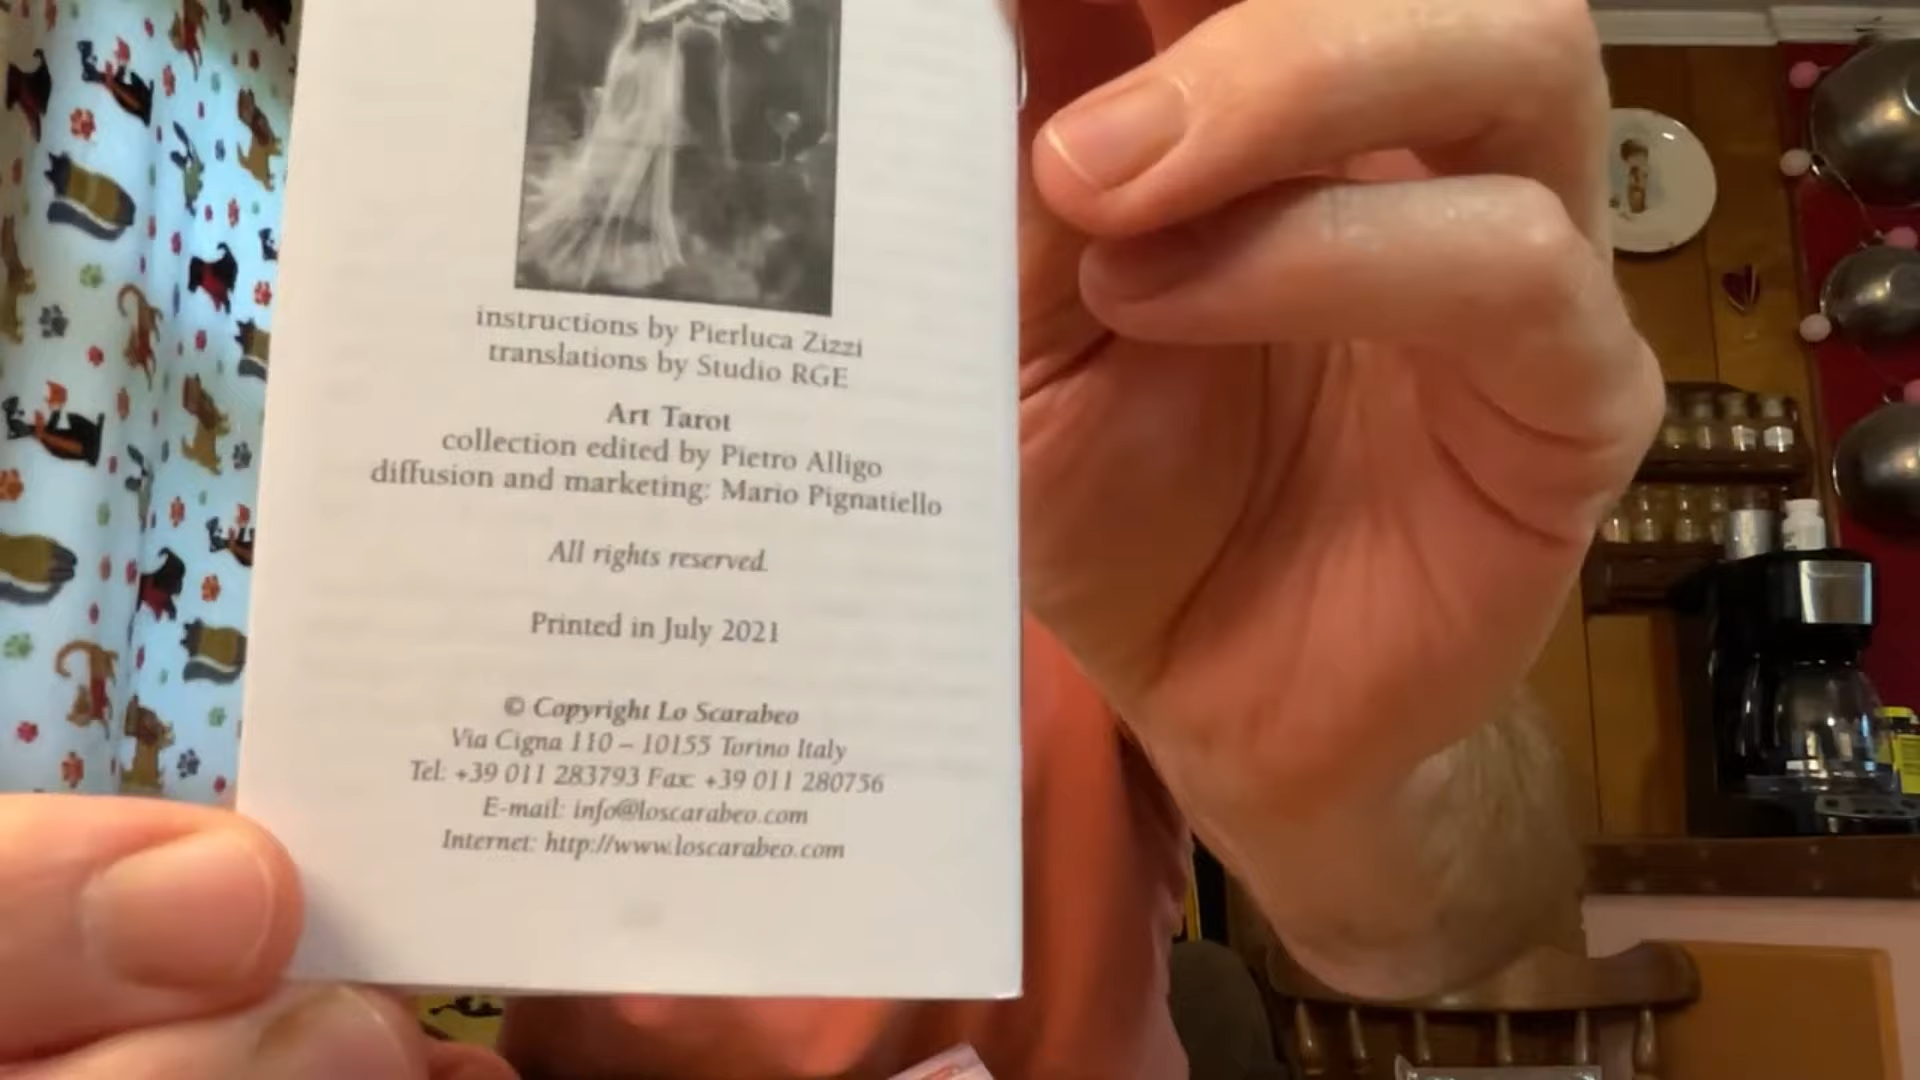 instructions by Pierluca Zizzi
translations by Studio RGE
Art Tarot
collection edited by Pietro Alligo
diffusion and marketing: Mario Pignatiello
All rights reserved.
Printed in July 2021
© Copyright Lo Scarabeo
Via Cigna 110 – 10155 Torino Italy
Tel: +39 011 283793 Fax: +39 011 280756
E-mail: info@loscarabeo.com
Internet: http://www.loscarabeo.com